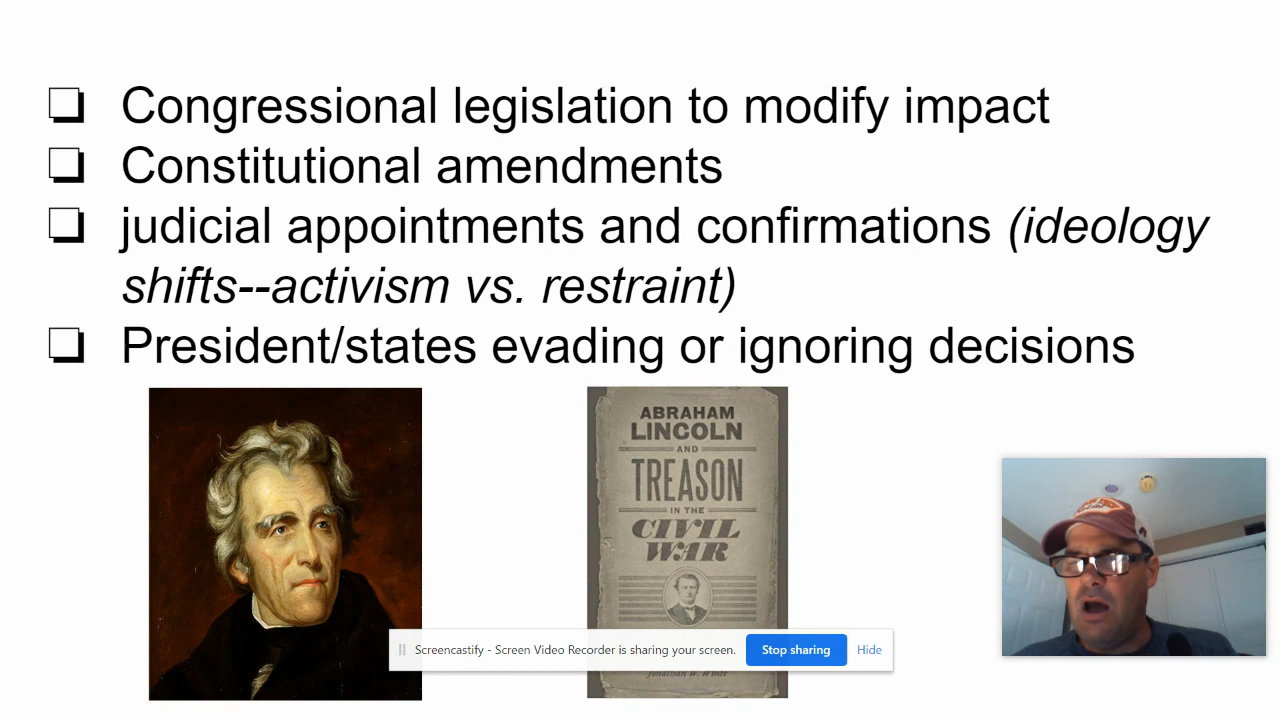 ❏ Congressional legislation to modify impact
❏ Constitutional amendments
❏ judicial appointments and confirmations (ideology
shifts--activism vs. restraint)
❏ President/states evading or ignoring decisions
ABRAHAM
LINCOLN
AND
TREASON
IN THE
CIVIL
WAR
Screencastify - Screen Video Recorder is sharing your screen. Stop sharing Hide
Jonathan W. White